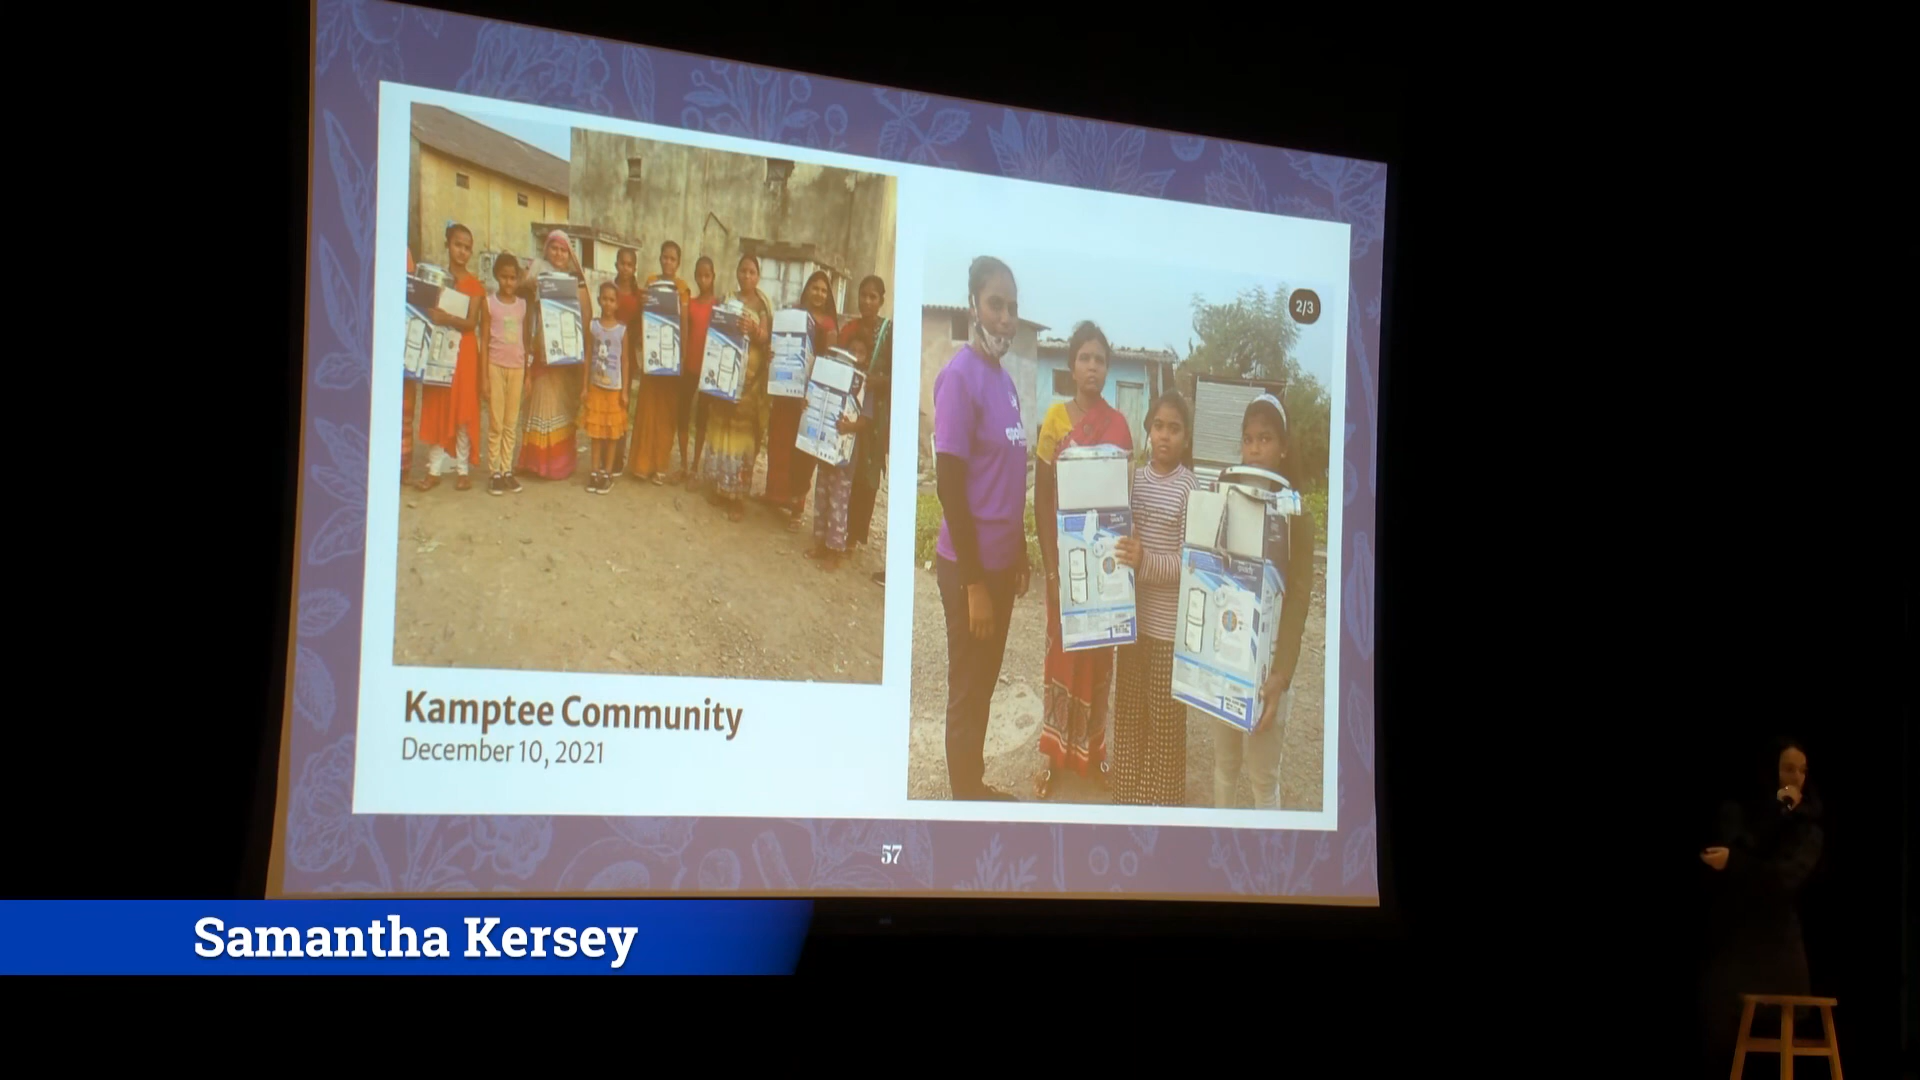 2/3
Kamptee Community
December 10, 2021
57
Samantha Kersey